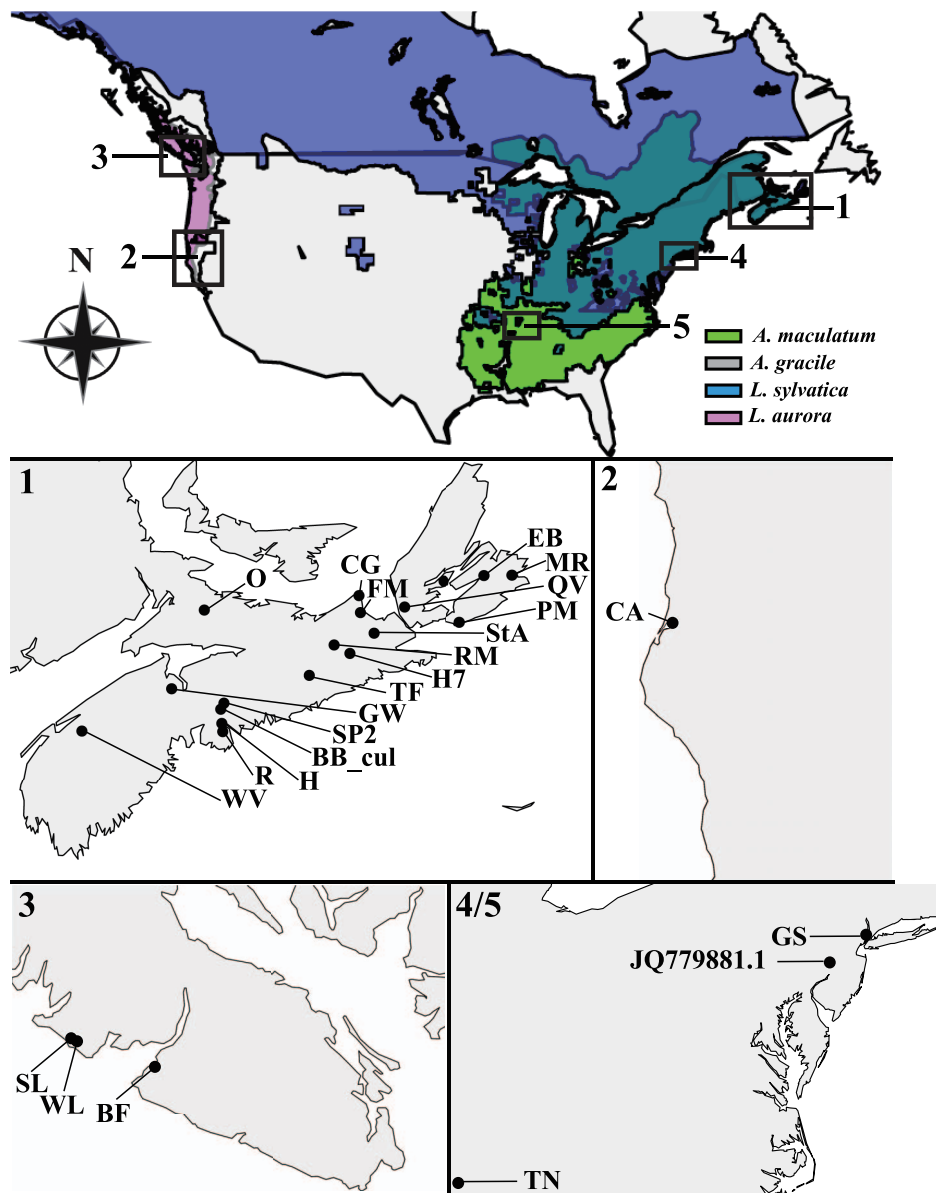 3
1
2
4
N
5
A. maculatum
A. gracile
L. sylvatica
L. aurora
1
2
EB
CG
MR
O
FM
QV
PM
CA
StA
RM
H7
TF
GW
SP2
BB_cul
R
H
WV
3
4/5
GS
JQ779881.1
SL
WL
BF
TN